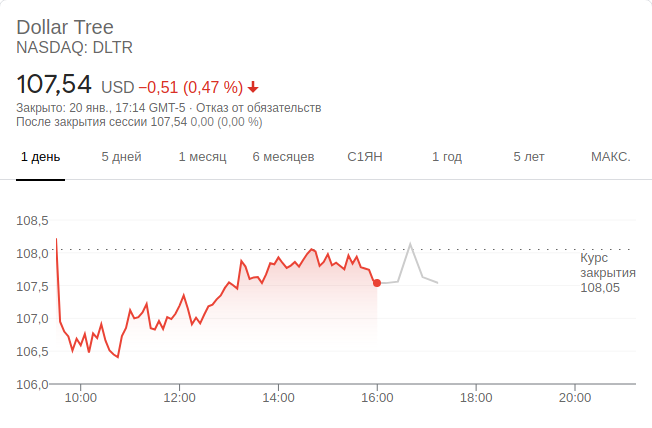 Dollar Tree
NASDAQ: DLTR
107,54 USD −0,51 (0,47 %)
Закрыто: 20 янв., 17:14 GMT-5 · Отказ от обязательств
После закрытия сессии 107,54 0,00 (0,00 %)
1 день 5 дней 1 месяц 6 месяцев С1ЯН 1 год 5 лет МАКС.
108,5
108,0
107,5
107,0
106,5
106,0
Курс
закрытия
108,05
10:00 12:00 14:00 16:00 18:00 20:00